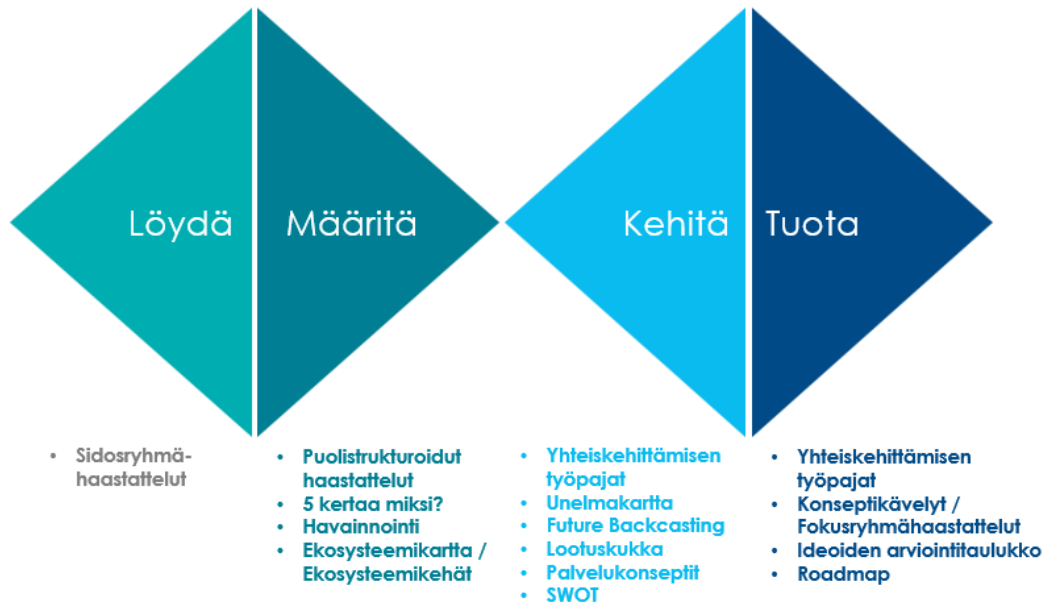 Löydä
Määritä
Kehitä
Tuota
• Sidosryhmä-
haastattelut
• Puolistrukturoidut
haastattelut
• 5 kertaa miksi?
• Havainnointi
• Ekosysteemikartta /
Ekosysteemikehät
• Yhteiskehittämisen
työpajat
• Unelmakartta
• Future Backcasting
• Lootuskukka
• Palvelukonseptit
• SWOT
• Yhteiskehittämisen
työpajat
• Konseptikävelyt /
Fokusryhmähaastattelut
• Ideoiden arviointitaulukko
• Roadmap